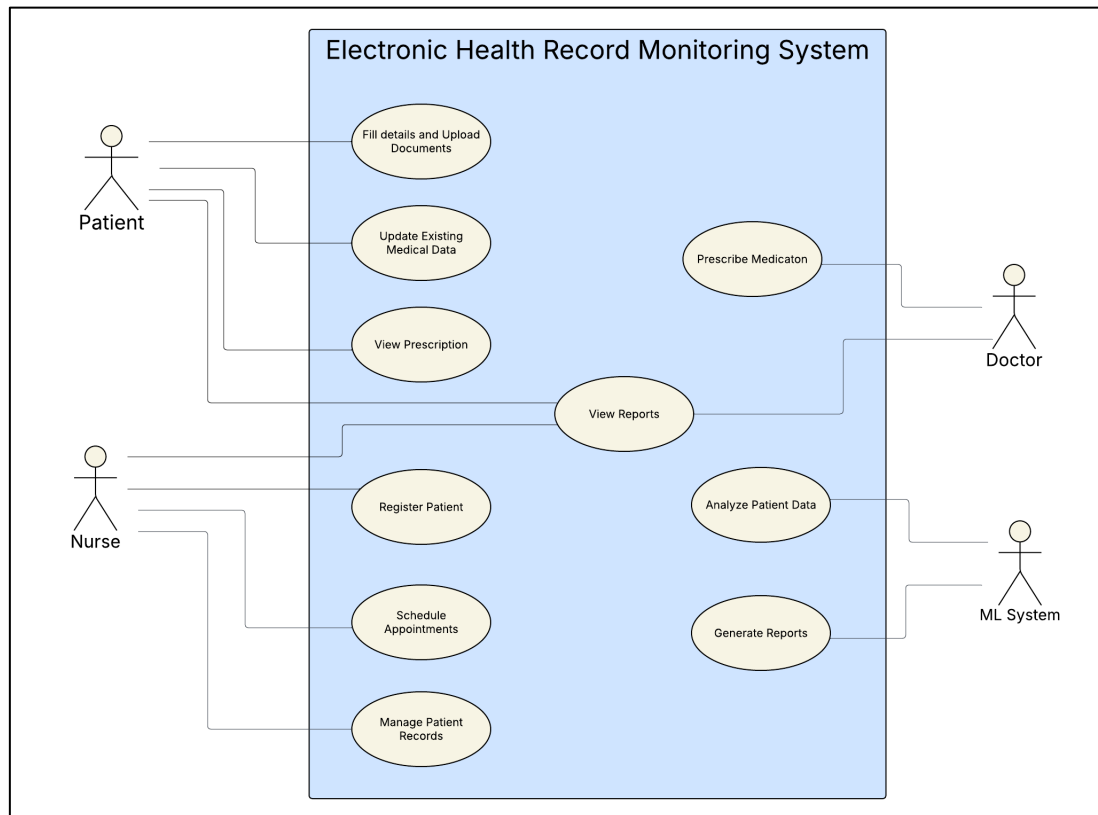 Electronic Health Record Monitoring System
Fill details and Upload
Documents
Patient
Update Existing
Medical Data
Prescribe Medicaton
View Prescription
Doctor
View Reports
Nurse
Register Patient
Analyze Patient Data
ML System
Schedule
Appointments
Generate Reports
Manage Patient
Records